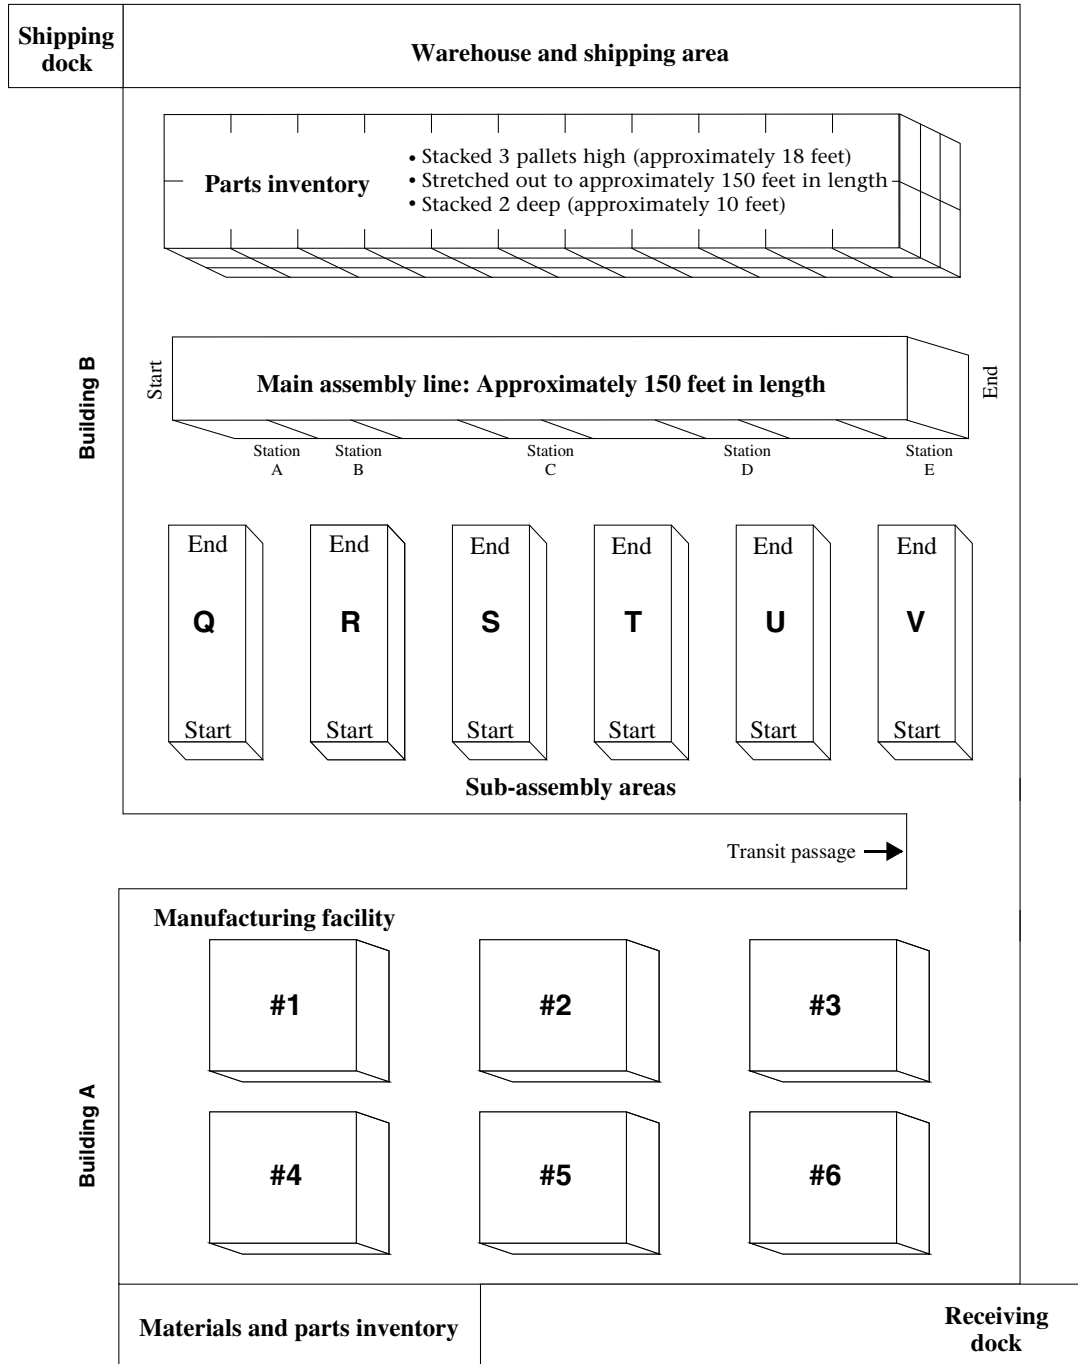 Shipping
dock
Warehouse and shipping area
Parts inventory
• Stacked 3 pallets high (approximately 18 feet)
• Stretched out to approximately 150 feet in length
• Stacked 2 deep (approximately 10 feet)
Building B
Start
Main assembly line: Approximately 150 feet in length
End
Station
A
Station
B
Station
C
Station
D
Station
E
End
Q
Start
End
R
Start
End
S
Start
End
T
Start
End
U
Start
End
V
Start
Sub-assembly areas
Transit passage
Manufacturing facility
Building A
#1
#2
#3
#4
#5
#6
Materials and parts inventory
Receiving
dock